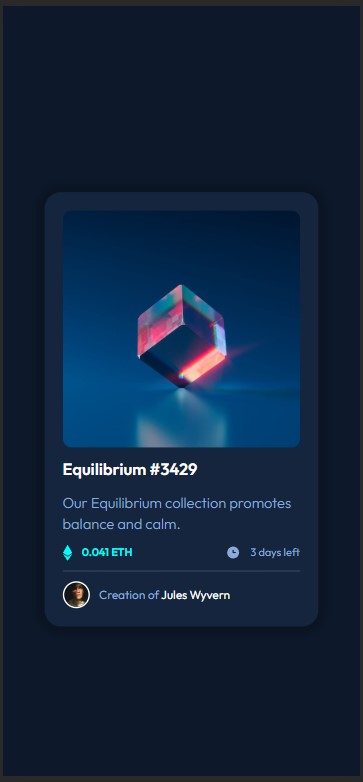 Equilibrium #3429
Our Equilibrium collection promotes
balance and calm.
0.041 ETH
3 days left
Creation of Jules Wyvern